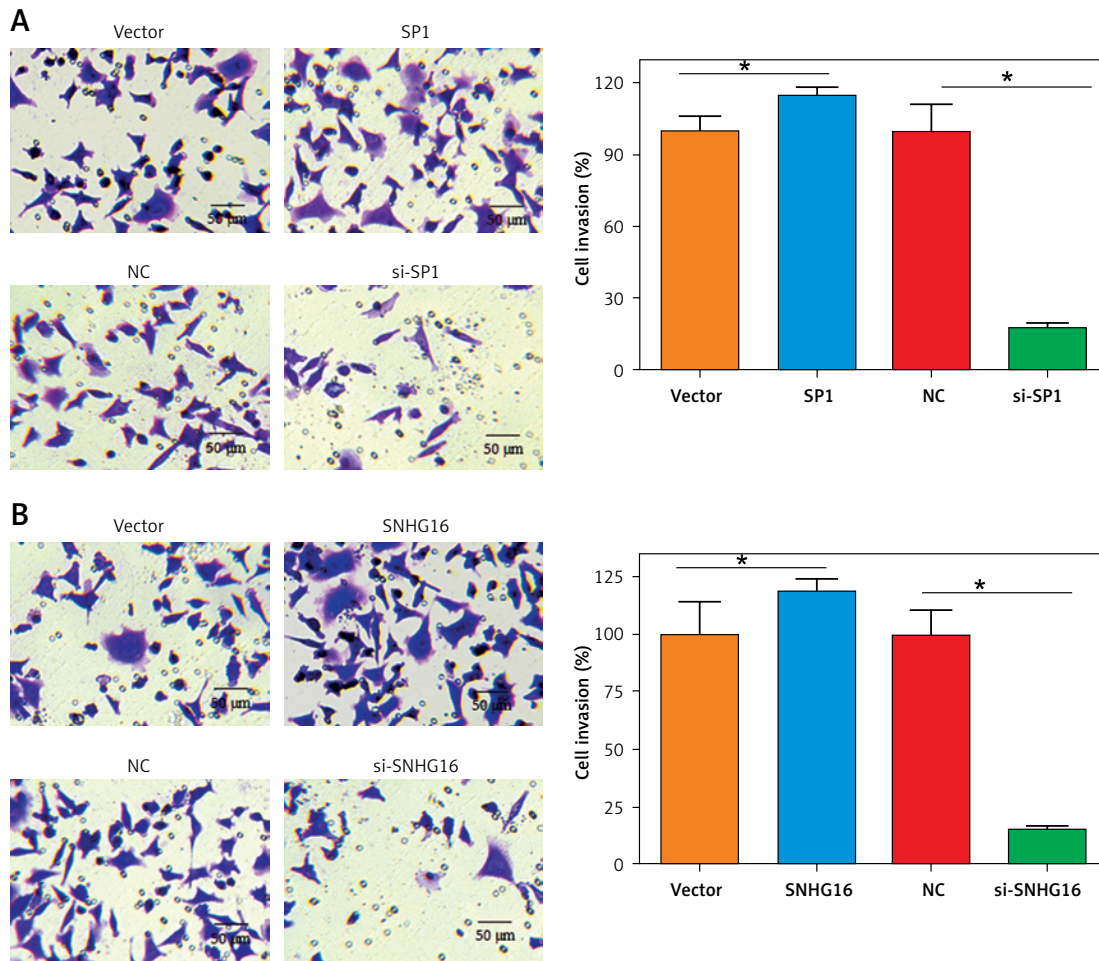 A
Vector
SP1
50 µm
50 µm
NC
si-SP1
50 µm
50 µm
Cell invasion (%)
120
90
60
30
0
*
*
Vector
SP1
NC
si-SP1
B
Vector
SNHG16
50 µm
50 µm
NC
si-SNHG16
50 µm
50 µm
Cell invasion (%)
125
100
75
50
25
0
*
*
Vector
SNHG16
NC
si-SNHG16